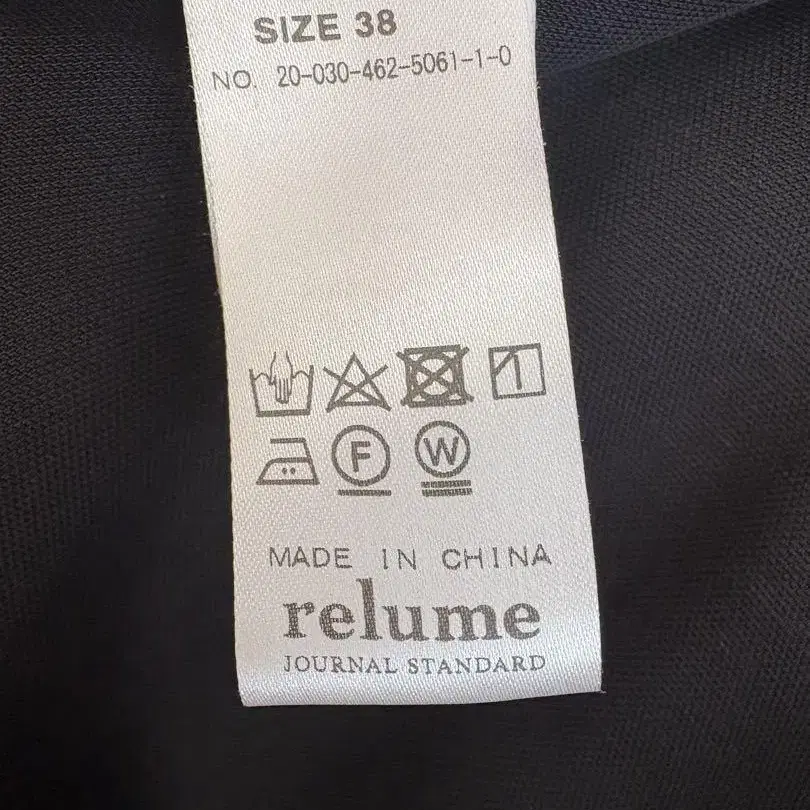 SIZE 38
NO. 20-030-462-5061-1-0
F W
MADE IN CHINA
relume
JOURNAL STANDARD